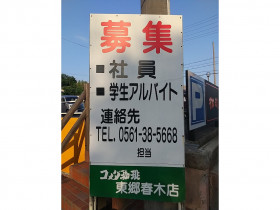 募集
■社員
■学生アルバイト
連絡先
TEL. 0561-38-5668
担当
コメダ珈琲
東郷春木店
P